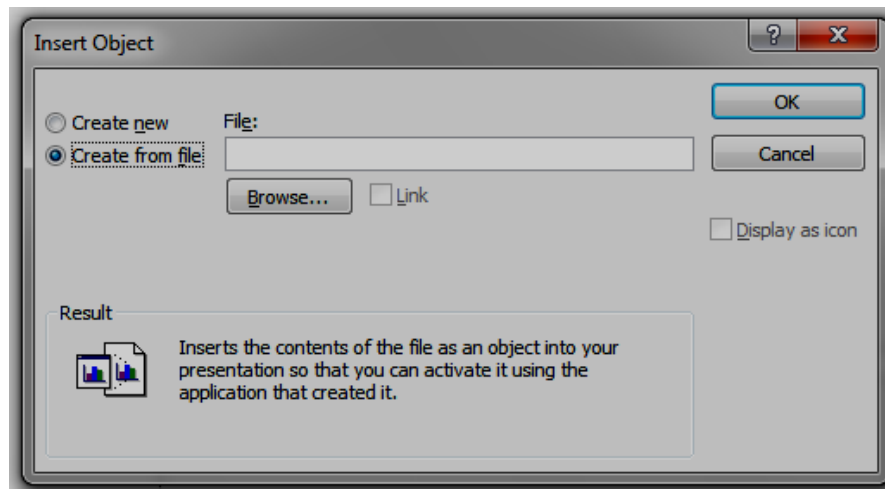 Insert Object
?
X
Create new
File:
OK
Create from file
Cancel
Browse...
Link
Display as icon
Result
Inserts the contents of the file as an object into your
presentation so that you can activate it using the
application that created it.